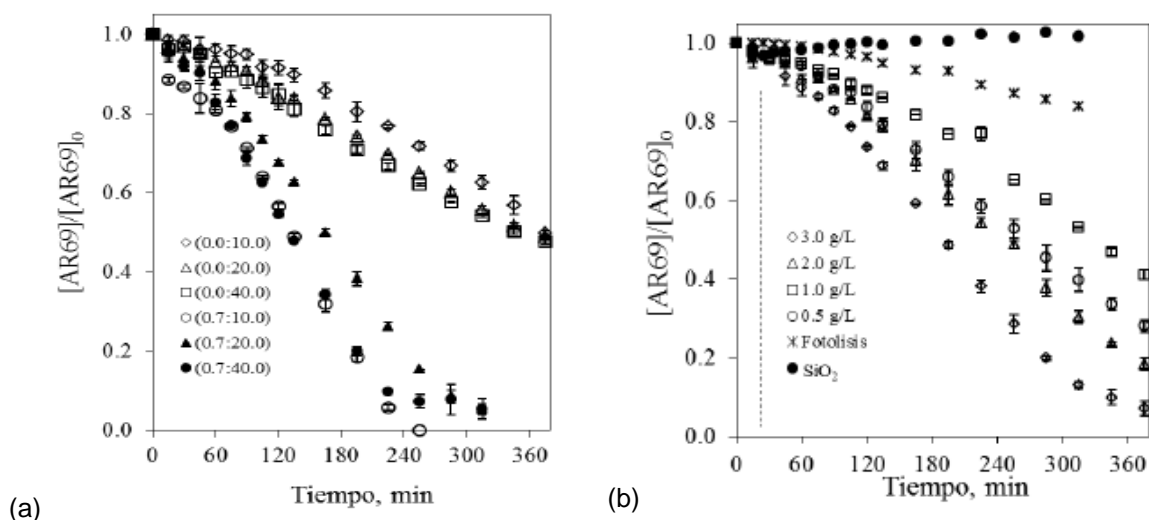 1.0
0.8
0.6
0.4
0.2
0.0
[AR69]/[AR69]0
(0.0:10.0)
(0.0:20.0)
(0.0:40.0)
(0.7:10.0)
(0.7:20.0)
(0.7:40.0)
0 60 120 180 240 300 360
Tiempo, min
(a)
1.0
0.8
0.6
0.4
0.2
0.0
[AR69]/[AR69]0
3.0 g/L
2.0 g/L
1.0 g/L
0.5 g/L
Fotolisis
SiO2
0 60 120 180 240 300 360
Tiempo, min
(b)